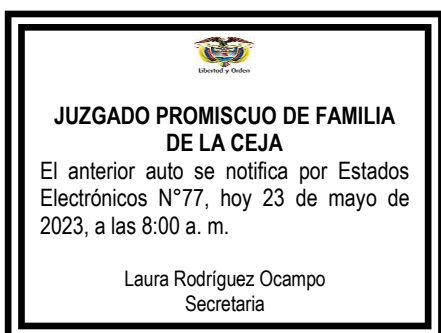 Libertad y Orden
JUZGADO PROMISCUO DE FAMILIA
DE LA CEJA
El anterior auto se notifica por Estados
Electrónicos N°77, hoy 23 de mayo de
2023, a las 8:00 a. m.
Laura Rodríguez Ocampo
Secretaria